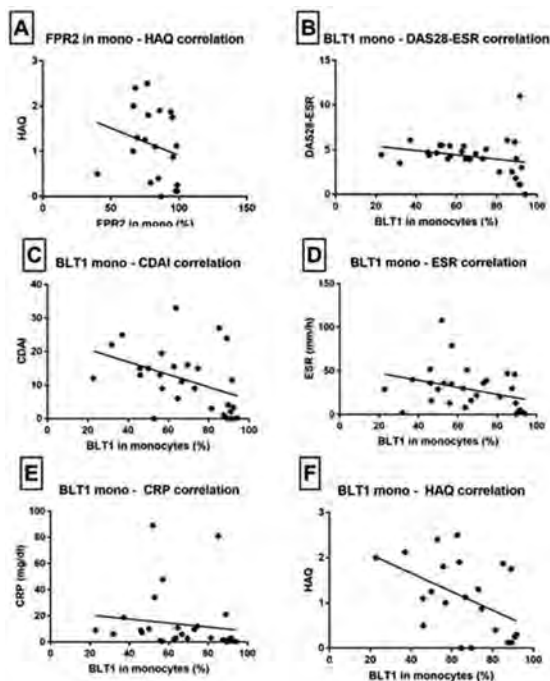 A
FPR2 in mono - HAQ correlation
HAQ
3
2
1
0
0
50
100
150
FPR2 in mono (%)
B
BLT1 mono - DAS28-ESR correlation
DAS28-ESR
15
10
5
0
0
20
40
60
80
100
BLT1 in monocytes (%)
C
BLT1 mono - CDAI correlation
CDAI
40
30
20
10
0
0
20
40
60
80
100
BLT1 in monocytes (%)
D
BLT1 mono - ESR correlation
ESR (mm/h)
150
100
50
0
0
20
40
60
80
100
BLT1 in monocytes (%)
E
BLT1 mono - CRP correlation
CRP (mg/dl)
100
80
60
40
20
0
0
20
40
60
80
100
BLT1 in monocytes (%)
F
BLT1 mono - HAQ correlation
HAQ
3
2
1
0
0
20
40
60
80
100
BLT1 in monocytes (%)